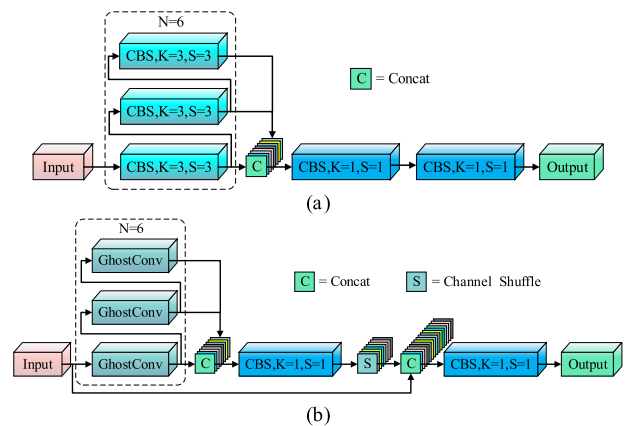 N=6
CBS,K=3,S=3
C = Concat
CBS,K=3,S=3
Input
CBS,K=3,S=3
C
CBS,K=1,S=1
CBS,K=1,S=1
Output
(a)
N=6
GhostConv
C = Concat
S = Channel Shuffle
GhostConv
Input
GhostConv
C
CBS,K=1,S=1
S
C
CBS,K=1,S=1
Output
(b)